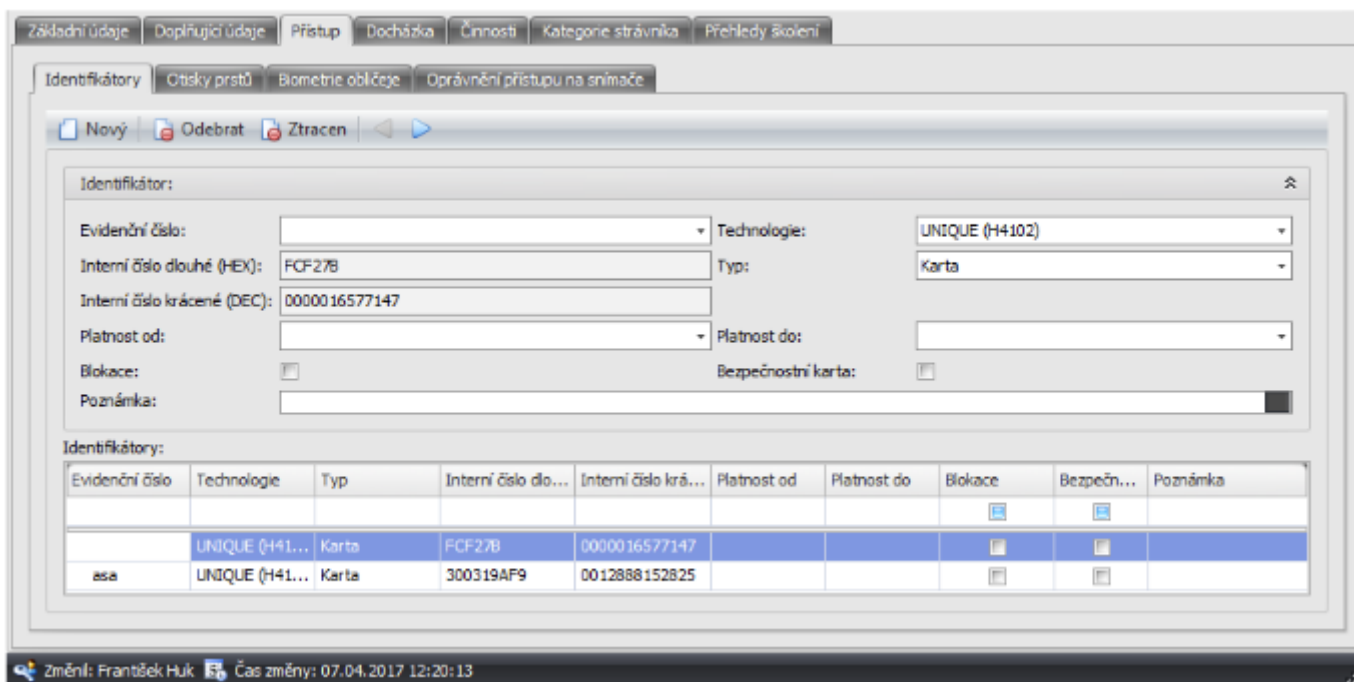 Základní údaje Doplňující údaje Přístup Docházka Činnosti Kategorie strávníka Přehledy školení
Identifikátory Otisky prstů Biometrie obličeje Oprávnění přístupu na snímače
Nový Odebrat Ztracen
Identifikátor:
Evidenční číslo: Technologie: UNIQUE (H4102)
Interní číslo dlouhé (HEX): FCF27B Typ: Karta
Interní číslo krácené (DEC): 0000016577147
Platnost od: Platnost do:
Blokace: Bezpečnostní karta:
Poznámka:
Identifikátory:
Evidenční číslo Technologie Typ Interní číslo dlo... Interní číslo krá... Platnost od Platnost do Blokace Bezpečn... Poznámka
UNIQUE (H41... Karta FCF27B 0000016577147
asa UNIQUE (H41... Karta 300319AF9 0012888152825
Změnil: František Huk Čas změny: 07.04.2017 12:20:13